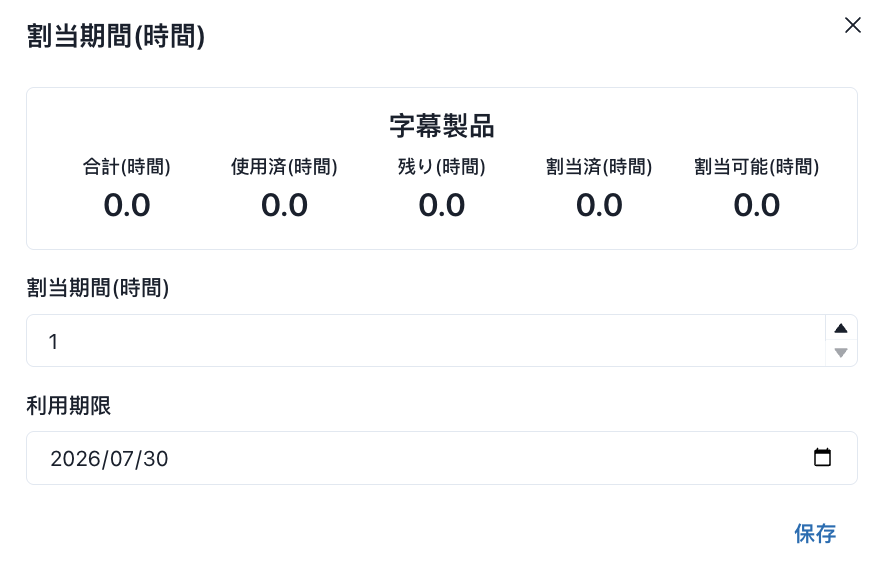 割当期間(時間)
字幕製品
合計(時間) 使用済(時間) 残り(時間) 割当済(時間) 割当可能(時間)
0.0 0.0 0.0 0.0 0.0
割当期間(時間)
1
利用期限
2026/07/30
保存